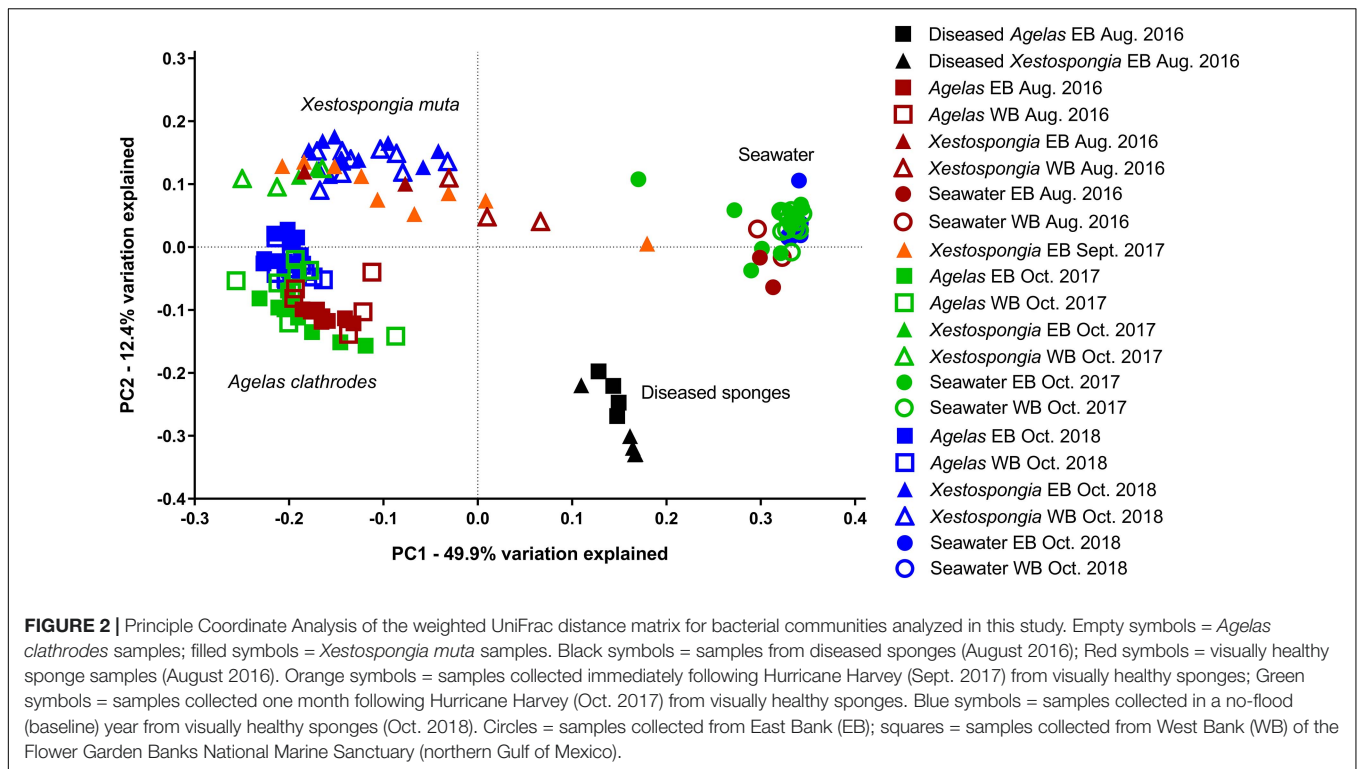 0.3
0.2
0.1
0.0
-0.1
-0.2
-0.3
-0.4
PC2 - 12.4% variation explained
-0.3
-0.2
-0.1
0.0
0.1
0.2
0.3
0.4
PC1 - 49.9% variation explained
Xestospongia muta
Seawater
Agelas clathrodes
Diseased sponges
Diseased Agelas EB Aug. 2016
Diseased Xestospongia EB Aug. 2016
Agelas EB Aug. 2016
Agelas WB Aug. 2016
Xestospongia EB Aug. 2016
Xestospongia WB Aug. 2016
Seawater EB Aug. 2016
Seawater WB Aug. 2016
Xestospongia EB Sept. 2017
Agelas EB Oct. 2017
Agelas WB Oct. 2017
Xestospongia EB Oct. 2017
Xestospongia WB Oct. 2017
Seawater EB Oct. 2017
Seawater WB Oct. 2017
Agelas EB Oct. 2018
Agelas WB Oct. 2018
Xestospongia EB Oct. 2018
Xestospongia WB Oct. 2018
Seawater EB Oct. 2018
Seawater WB Oct. 2018
FIGURE 2 | Principle Coordinate Analysis of the weighted UniFrac distance matrix for bacterial communities analyzed in this study. Empty symbols = Agelas
clathrodes samples; filled symbols = Xestospongia muta samples. Black symbols = samples from diseased sponges (August 2016); Red symbols = visually healthy
sponge samples (August 2016). Orange symbols = samples collected immediately following Hurricane Harvey (Sept. 2017) from visually healthy sponges; Green
symbols = samples collected one month following Hurricane Harvey (Oct. 2017) from visually healthy sponges. Blue symbols = samples collected in a no-flood
(baseline) year from visually healthy sponges (Oct. 2018). Circles = samples collected from East Bank (EB); squares = samples collected from West Bank (WB) of the
Flower Garden Banks National Marine Sanctuary (northern Gulf of Mexico).